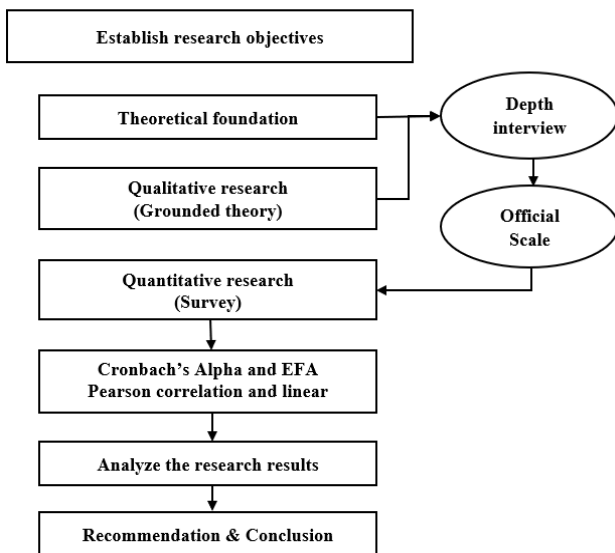 Establish research objectives
Theoretical foundation
Depth
interview
Qualitative research
(Grounded theory)
Official
Scale
Quantitative research
(Survey)
Cronbach's Alpha and EFA
Pearson correlation and linear
Analyze the research results
Recommendation & Conclusion